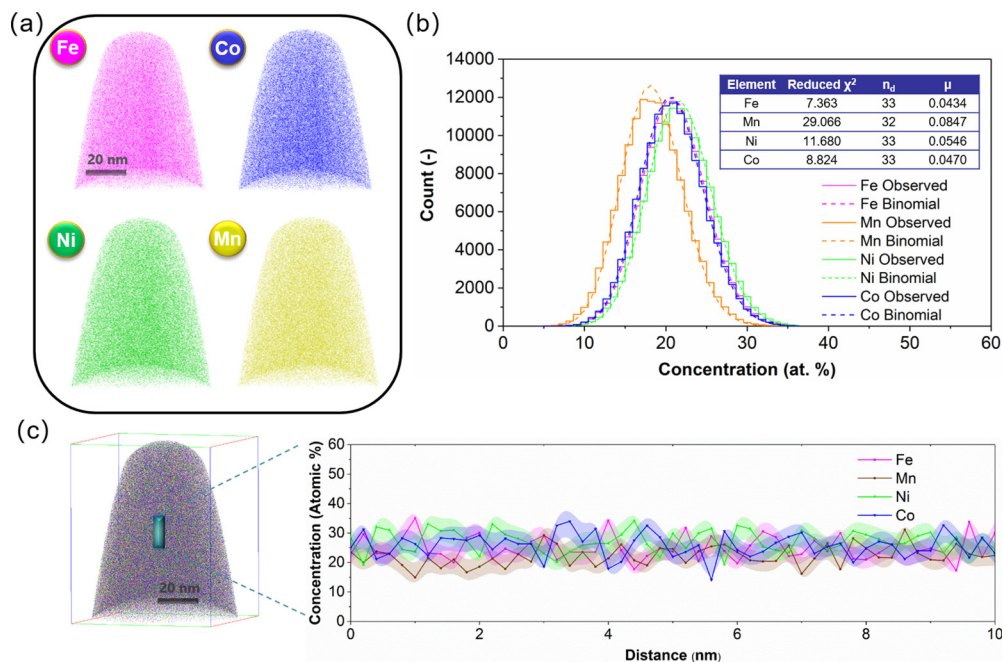 (a)
Fe
Co
20 nm
Ni
Mn
(b)
Count (-)
14000
12000
10000
8000
6000
4000
2000
0
0 10 20 30 40 50 60
Concentration (at. %)
Element Reduced χ² n_d μ
Fe 7.363 33 0.0434
Mn 29.066 32 0.0847
Ni 11.680 33 0.0546
Co 8.824 33 0.0470
Fe Observed
Fe Binomial
Mn Observed
Mn Binomial
Ni Observed
Ni Binomial
Co Observed
Co Binomial
(c)
20 nm
Concentration (Atomic %)
60
50
40
30
20
10
0
0 2 4 6 8 10
Distance (nm)
Fe
Mn
Ni
Co